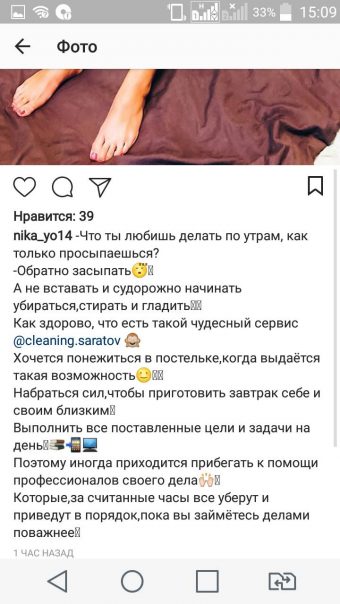 33% 15:09
Фото
Нравится: 39
nika_yo14 -Что ты любишь делать по утрам, как
только просыпаешься?
-Обратно засыпать😴
А не вставать и судорожно начинать
убираться,стирать и гладить
Как здорово, что есть такой чудесный сервис
@cleaning.saratov 🙈
Хочется понежиться в постельке,когда выдаётся
такая возможность😋
Набраться сил,чтобы приготовить завтрак себе и
своим близким
Выполнить все поставленные цели и задачи на
день📚📲💻
Поэтому иногда приходится прибегать к помощи
профессионалов своего дела🙌🏻
Которые,за считанные часы все уберут и
приведут в порядок,пока вы займётесь делами
поважнее
1 ЧАС НАЗАД